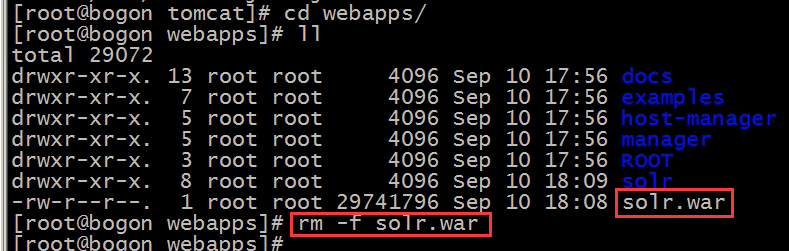 [root@bogon tomcat]# cd webapps/
[root@bogon webapps]# ll
total 29072
drwxr-xr-x. 13 root root     4096 Sep 10 17:56 docs
drwxr-xr-x.  7 root root     4096 Sep 10 17:56 examples
drwxr-xr-x.  5 root root     4096 Sep 10 17:56 host-manager
drwxr-xr-x.  5 root root     4096 Sep 10 17:56 manager
drwxr-xr-x.  3 root root     4096 Sep 10 17:56 ROOT
drwxr-xr-x.  8 root root     4096 Sep 10 18:09 solr
-rw-r--r--.  1 root root 29741796 Sep 10 18:08 solr.war
[root@bogon webapps]# rm -f solr.war
[root@bogon webapps]#